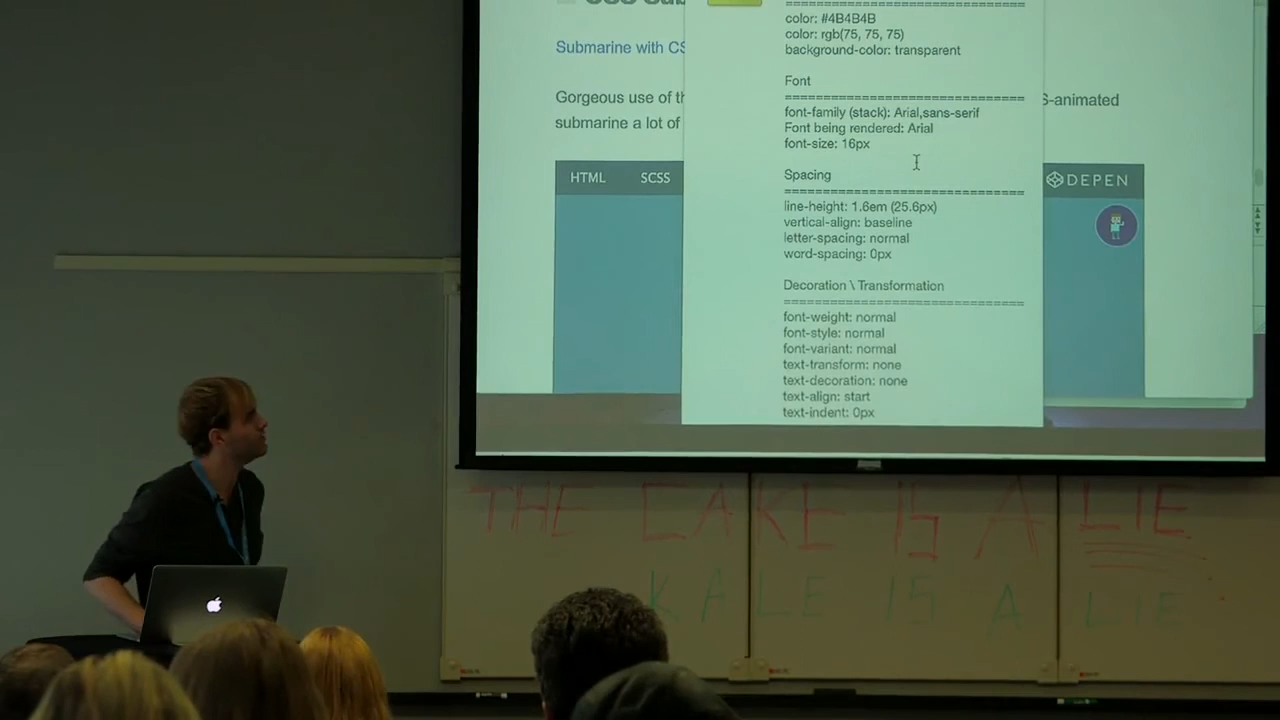 color: #4B4B4B
color: rgb(75, 75, 75)
background-color: transparent
Submarine with CS
Font
==============================
Gorgeous use of th
S-animated
submarine a lot of
font-family (stack): Arial,sans-serif
Font being rendered: Arial
font-size: 16px
HTML SCSS
DEPEN
Spacing
==============================
line-height: 1.6em (25.6px)
vertical-align: baseline
letter-spacing: normal
word-spacing: 0px
Decoration \ Transformation
==============================
font-weight: normal
font-style: normal
font-variant: normal
text-transform: none
text-decoration: none
text-align: start
text-indent: 0px
THE CAKE IS A LIE
KALE IS A LIE